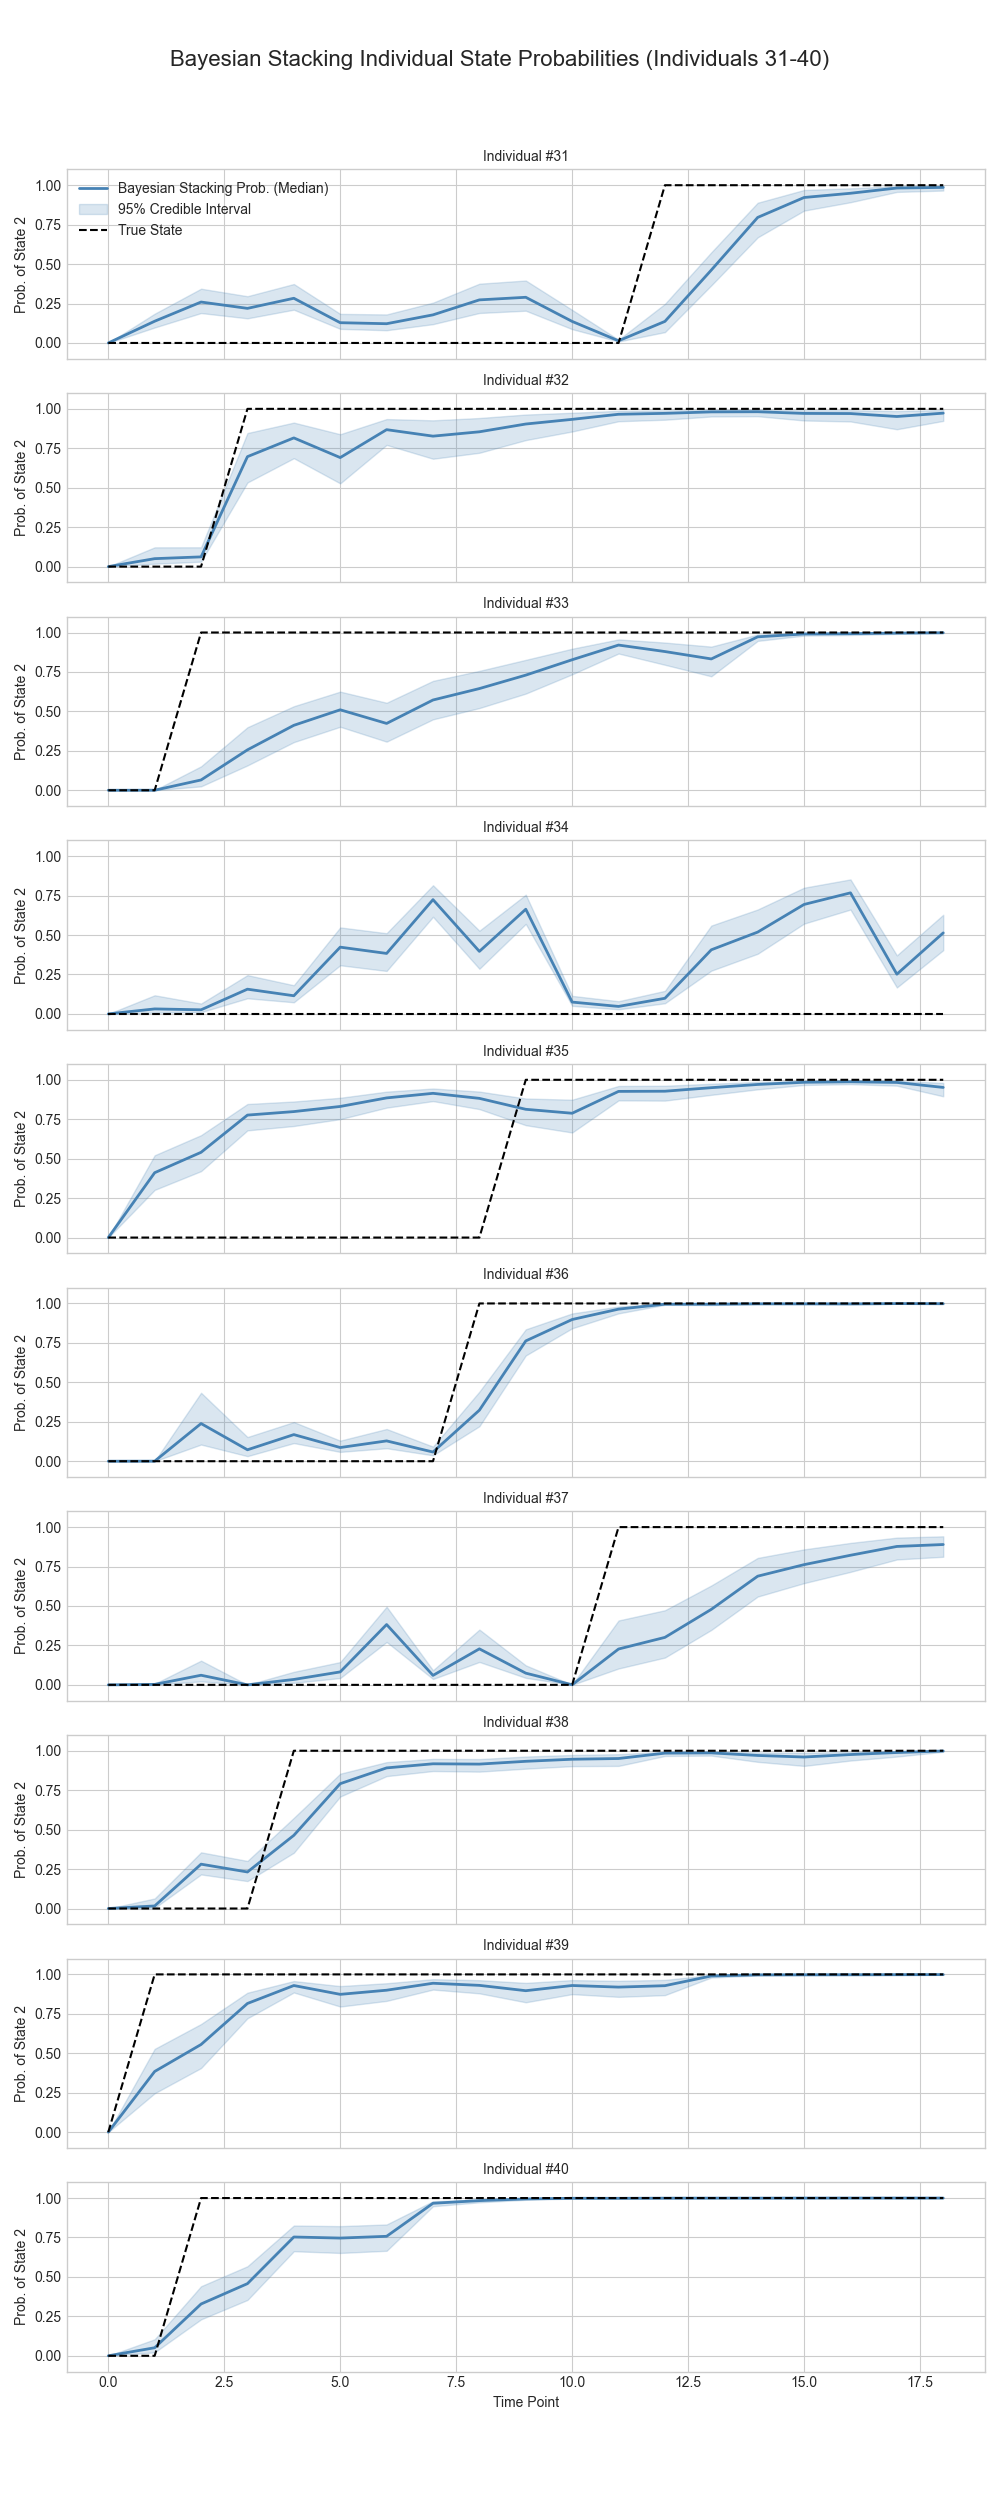 Bayesian Stacking Individual State Probabilities (Individuals 31-40)
Individual #31
Prob. of State 2
1.00
0.75
0.50
0.25
0.00
Bayesian Stacking Prob. (Median)
95% Credible Interval
True State
Individual #32
Prob. of State 2
1.00
0.75
0.50
0.25
0.00
Individual #33
Prob. of State 2
1.00
0.75
0.50
0.25
0.00
Individual #34
Prob. of State 2
1.00
0.75
0.50
0.25
0.00
Individual #35
Prob. of State 2
1.00
0.75
0.50
0.25
0.00
Individual #36
Prob. of State 2
1.00
0.75
0.50
0.25
0.00
Individual #37
Prob. of State 2
1.00
0.75
0.50
0.25
0.00
Individual #38
Prob. of State 2
1.00
0.75
0.50
0.25
0.00
Individual #39
Prob. of State 2
1.00
0.75
0.50
0.25
0.00
Individual #40
Prob. of State 2
1.00
0.75
0.50
0.25
0.00
0.0 2.5 5.0 7.5 10.0 12.5 15.0 17.5
Time Point